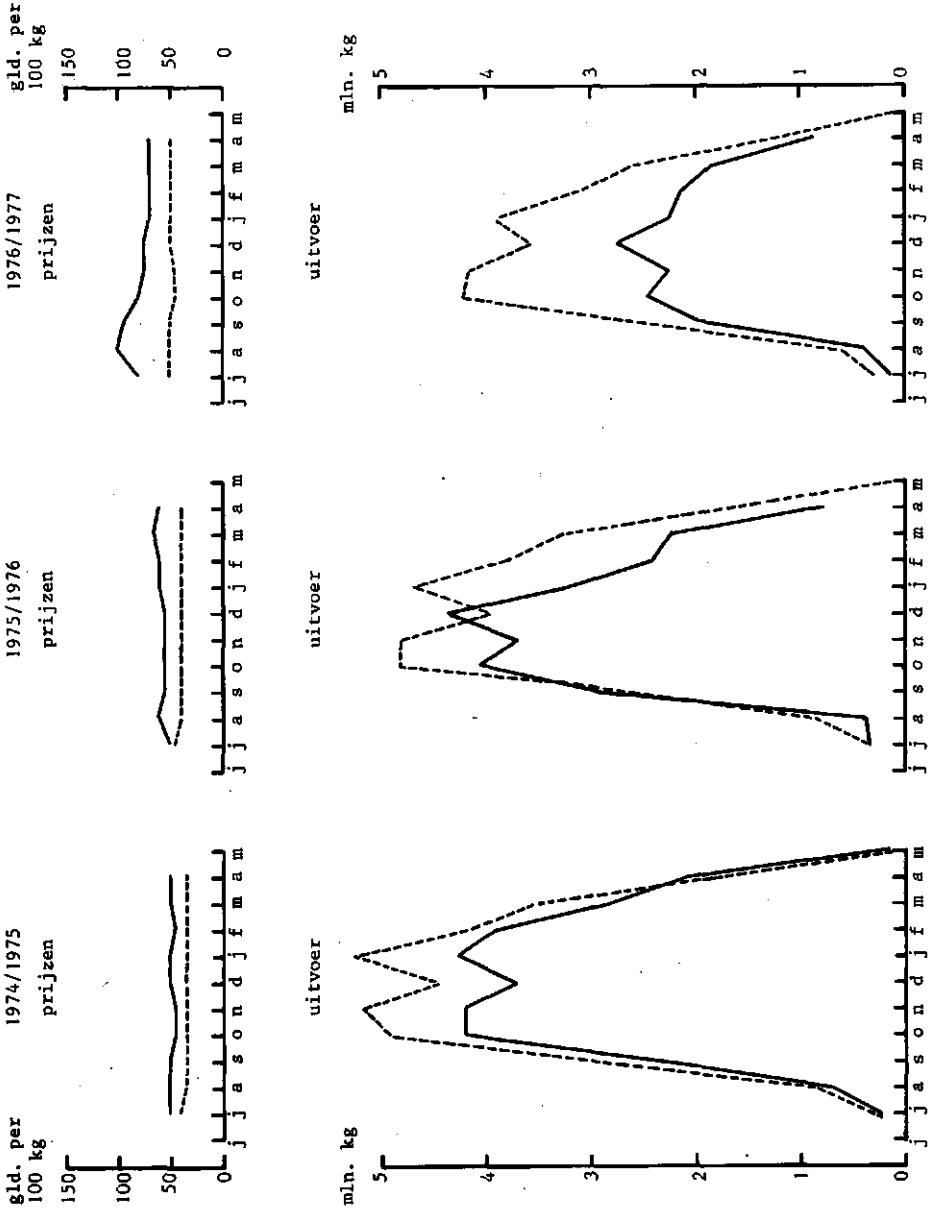 1974/1975
1975/1976
1976/1977
gld. per
100 kg
prijzen
prijzen
prijzen
gld. per
100 kg
150
100
50
0
150
100
50
0
j j a s o n d j f m a m
j j a s o n d j f m a m
j j a s o n d j f m a m
mln. kg
uitvoer
uitvoer
uitvoer
mln. kg
5
4
3
2
1
0
5
4
3
2
1
0
j j a s o n d j f m a m
j j a s o n d j f m a m
j j a s o n d j f m a m